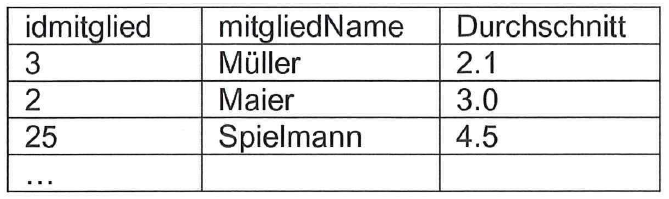 idmitglied mitgliedName Durchschnitt
3 Müller 2.1
2 Maier 3.0
25 Spielmann 4.5
...